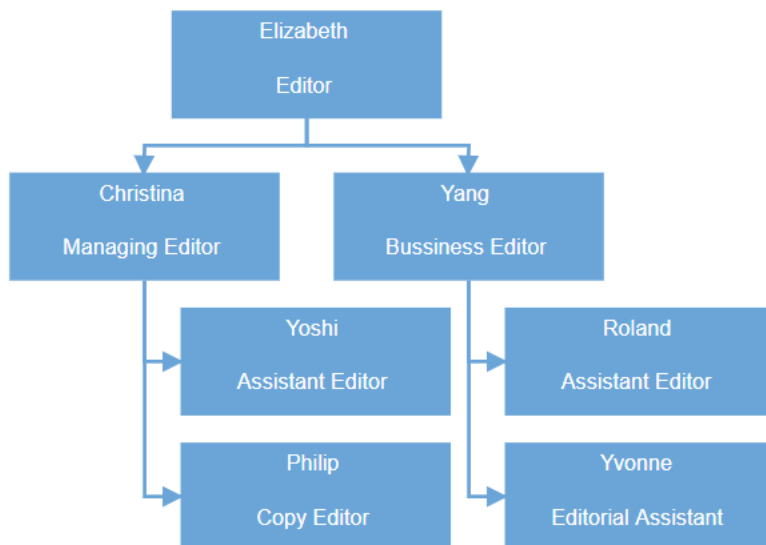 Elizabeth
Editor
Christina
Managing Editor
Yang
Bussiness Editor
Yoshi
Assistant Editor
Roland
Assistant Editor
Philip
Copy Editor
Yvonne
Editorial Assistant